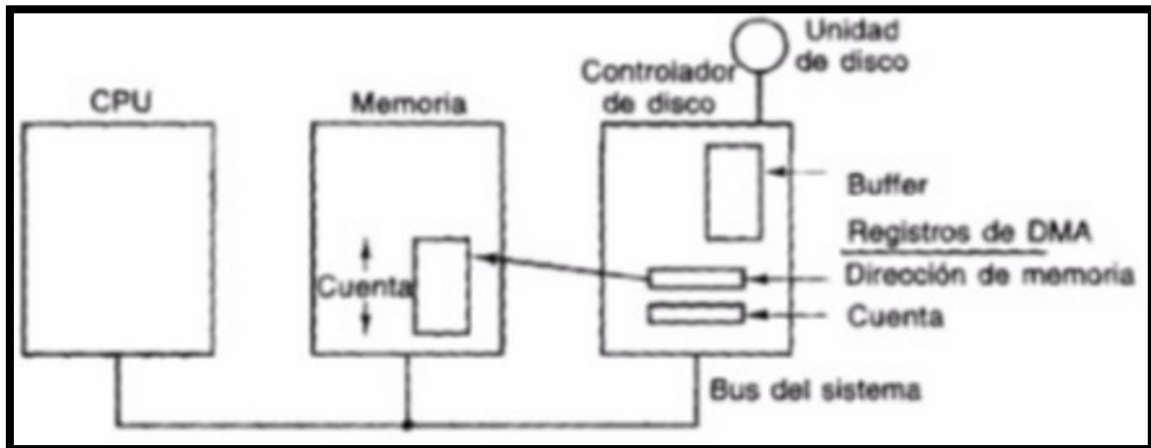 CPU
Memoria
Controlador
de disco
Unidad
de disco
Buffer
Registros de DMA
Dirección de memoria
Cuenta
Cuenta
Bus del sistema